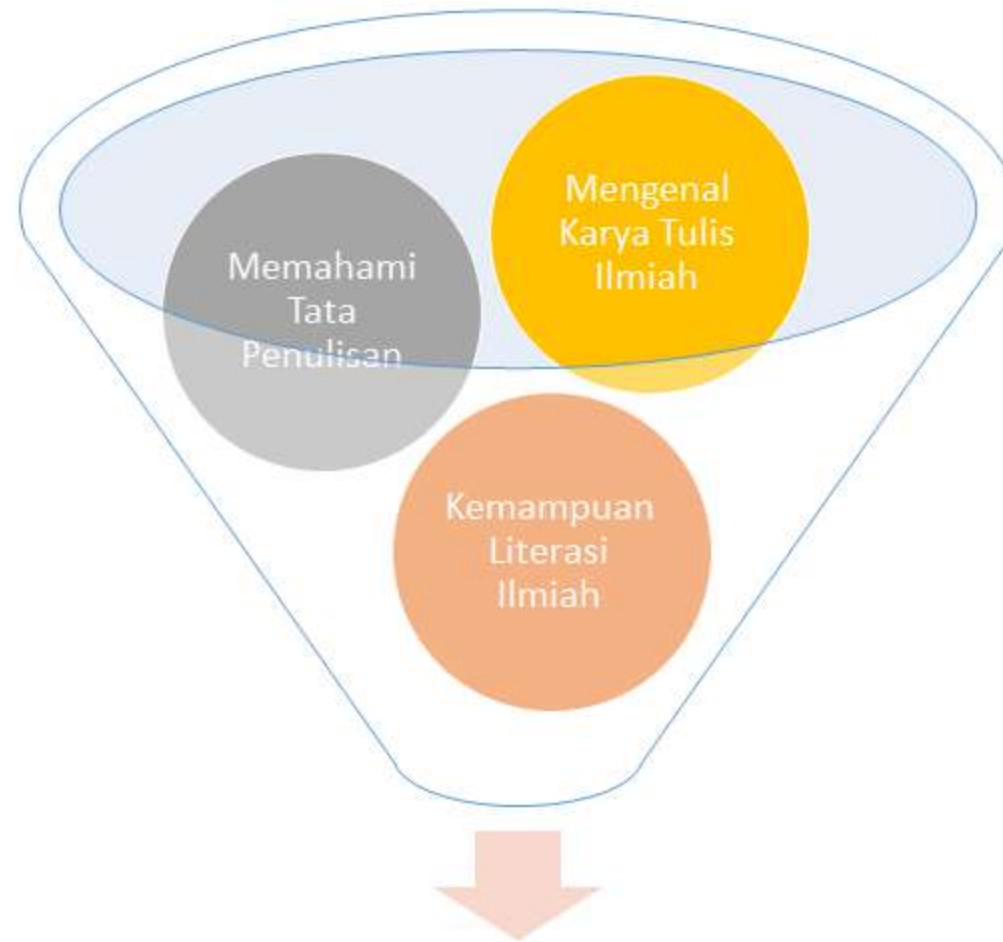 Memahami
Tata
Penulisan
Mengenal
Karya Tulis
Ilmiah
Kemampuan
Literasi
Ilmiah